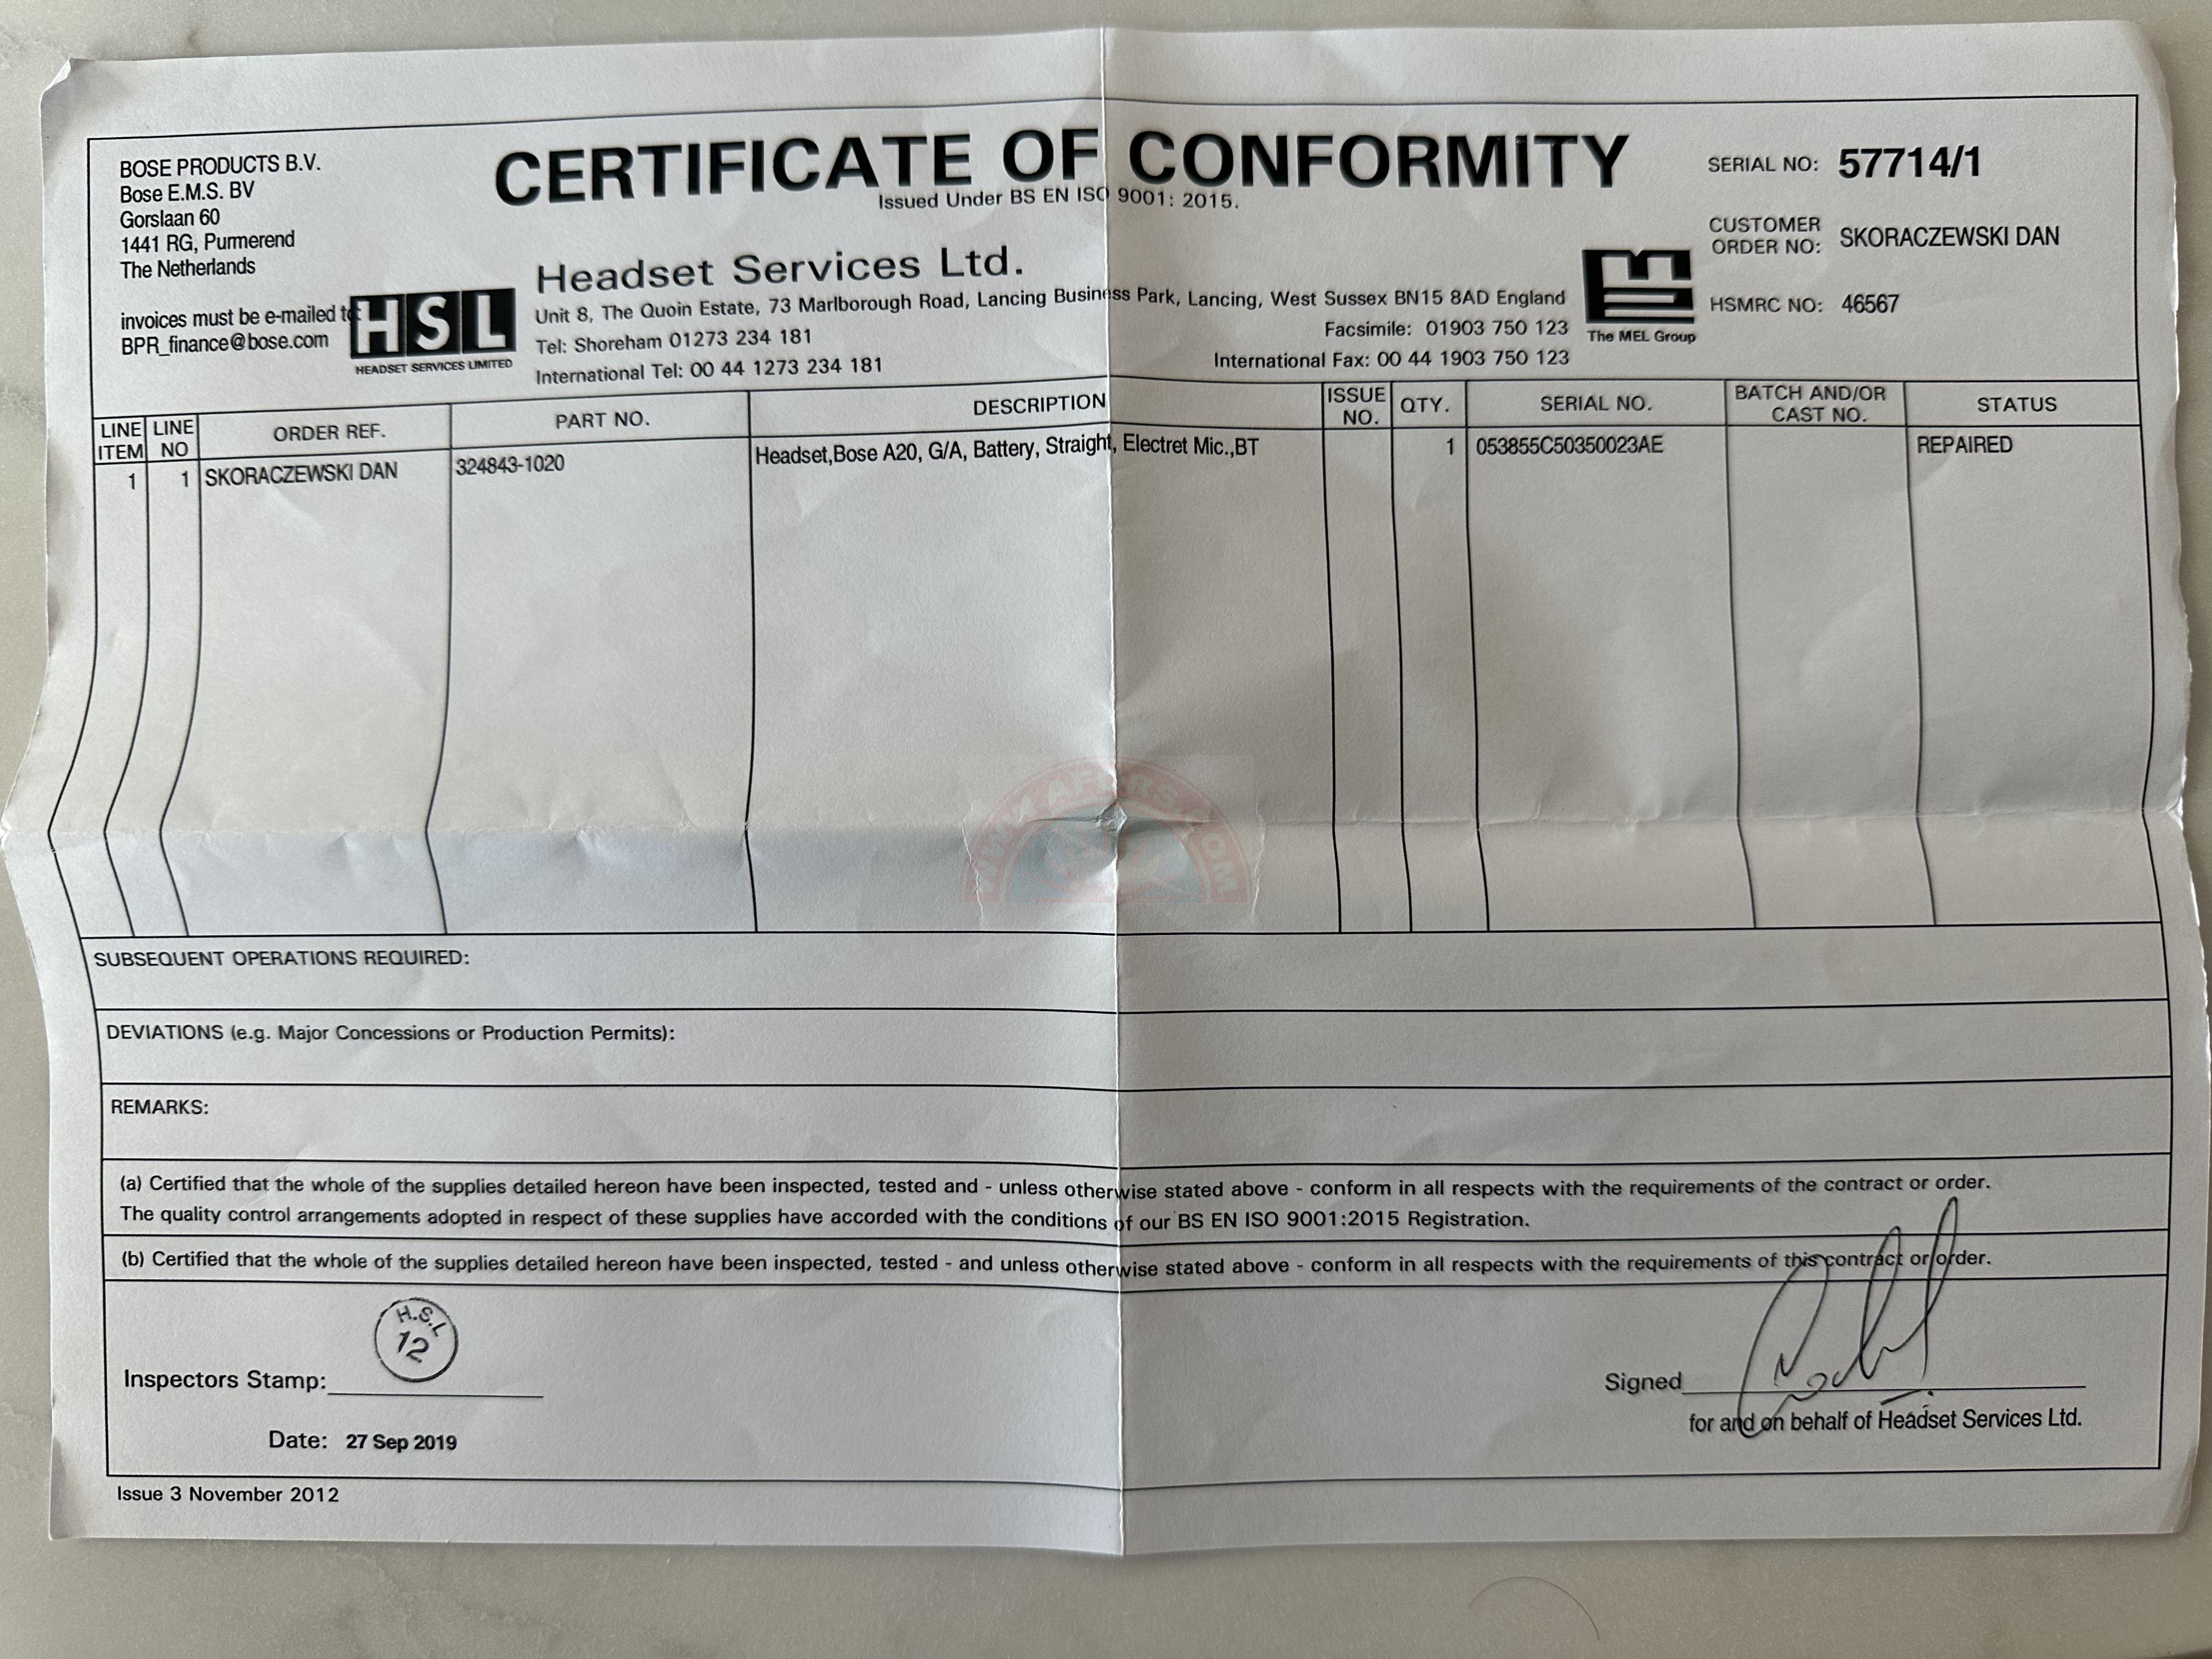 BOSE PRODUCTS B.V.
Bose E.M.S. BV
Gorslaan 60
1441 RG, Purmerend
The Netherlands
invoices must be e-mailed to:
BPR_finance@bose.com
CERTIFICATE OF CONFORMITY
Issued Under BS EN ISO 9001: 2015.
HSL
HEADSET SERVICES LIMITED
Headset Services Ltd.
Unit 8, The Quoin Estate, 73 Marlborough Road, Lancing Business Park, Lancing, West Sussex BN15 8AD England
Tel: Shoreham 01273 234 181
Facsimile: 01903 750 123
International Tel: 00 44 1273 234 181
International Fax: 00 44 1903 750 123
The MEL Group
SERIAL NO: 57714/1
CUSTOMER
ORDER NO: SKORACZEWSKI DAN
HSMRC NO: 46567
LINE ITEM LINE NO ORDER REF. PART NO. DESCRIPTION ISSUE NO. QTY. SERIAL NO. BATCH AND/OR CAST NO. STATUS
1 1 SKORACZEWSKI DAN 324843-1020 Headset,Bose A20, G/A, Battery, Straight, Electret Mic.,BT 1 053855C50350023AE REPAIRED
SUBSEQUENT OPERATIONS REQUIRED:
DEVIATIONS (e.g. Major Concessions or Production Permits):
REMARKS:
(a) Certified that the whole of the supplies detailed hereon have been inspected, tested and - unless otherwise stated above - conform in all respects with the requirements of the contract or order.
The quality control arrangements adopted in respect of these supplies have accorded with the conditions of our BS EN ISO 9001:2015 Registration.
(b) Certified that the whole of the supplies detailed hereon have been inspected, tested - and unless otherwise stated above - conform in all respects with the requirements of this contract or order.
H.S.L
12
Inspectors Stamp:
Signed
for and on behalf of Headset Services Ltd.
Date: 27 Sep 2019
Issue 3 November 2012